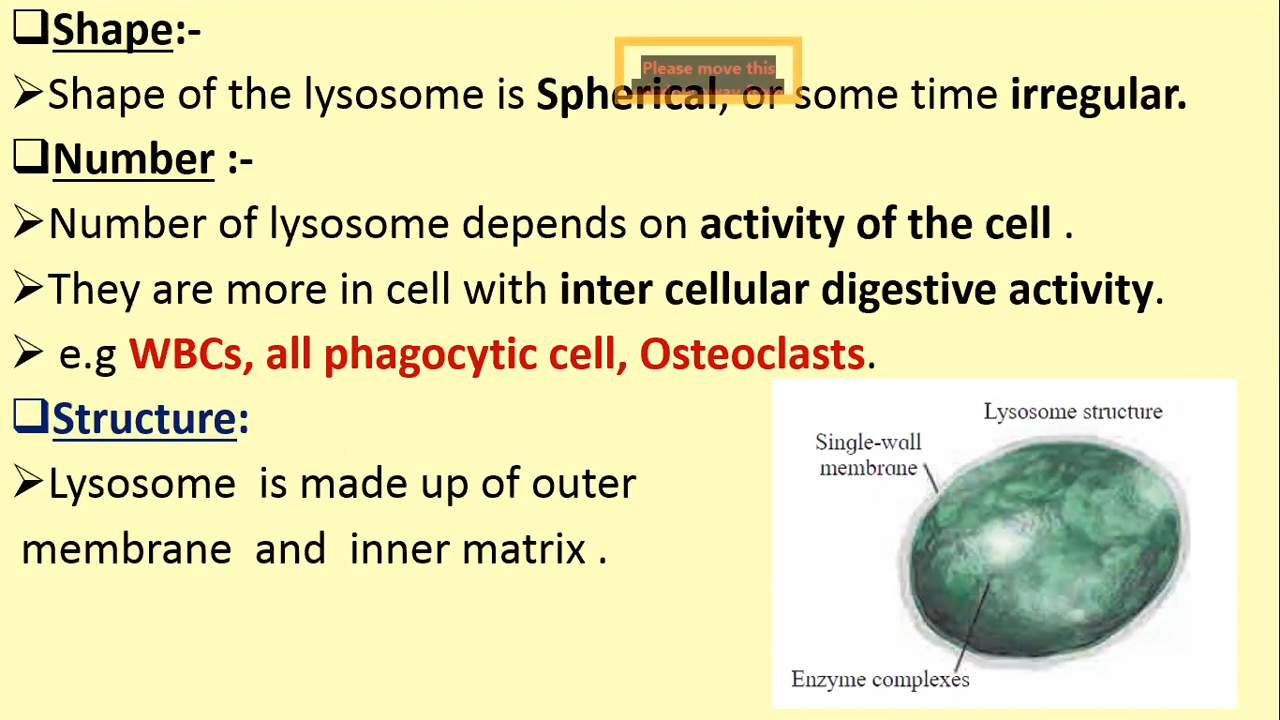 Shape:-
Please move this
Shape of the lysosome is Spherical, or some time irregular.
Number :-
Number of lysosome depends on activity of the cell .
They are more in cell with inter cellular digestive activity.
e.g WBCs, all phagocytic cell, Osteoclasts.
Structure:
Lysosome is made up of outer
membrane and inner matrix .
Lysosome structure
Single-wall
membrane
Enzyme complexes